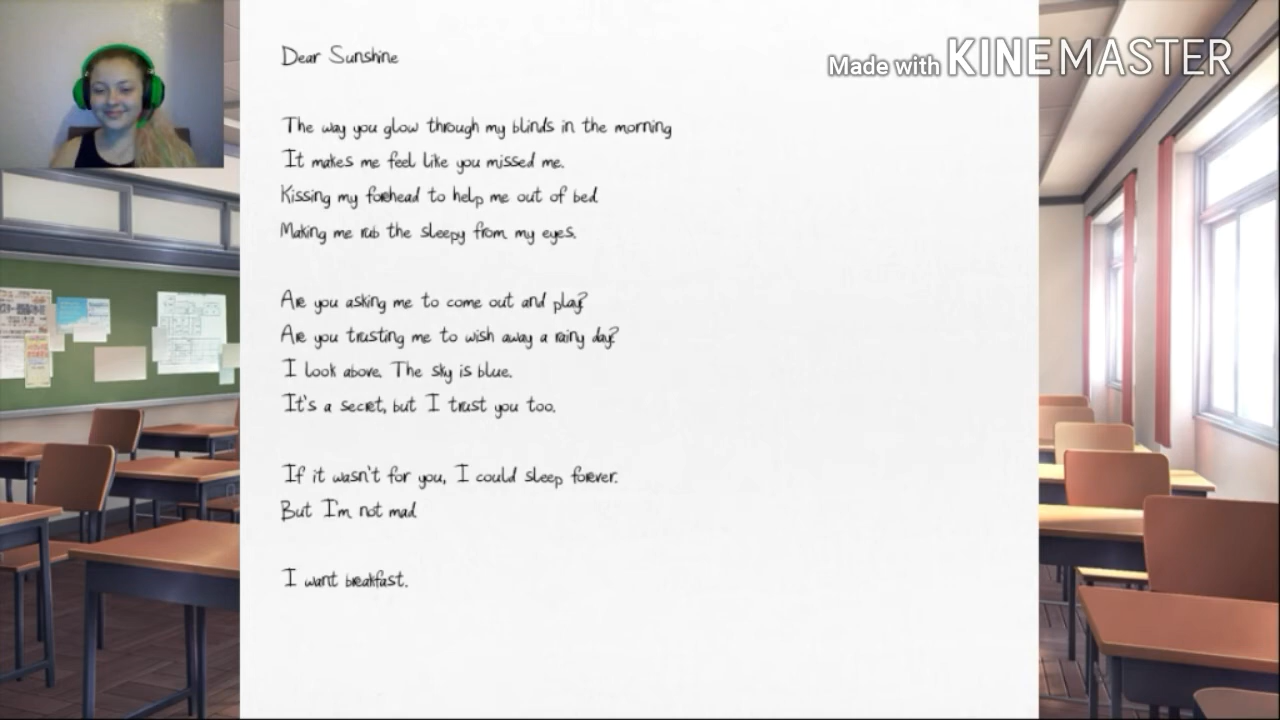 Dear Sunshine
Made with KINEMASTER
The way you glow through my blinds in the morning
It makes me feel like you missed me.
Kissing my forehead to help me out of bed
Making me rub the sleepy from my eyes.
Are you asking me to come out and play?
Are you trusting me to wish away a rainy day?
I look above. The sky is blue.
It's a secret, but I trust you too.
If it wasn't for you, I could sleep forever.
But I'm not mad
I want breakfast.